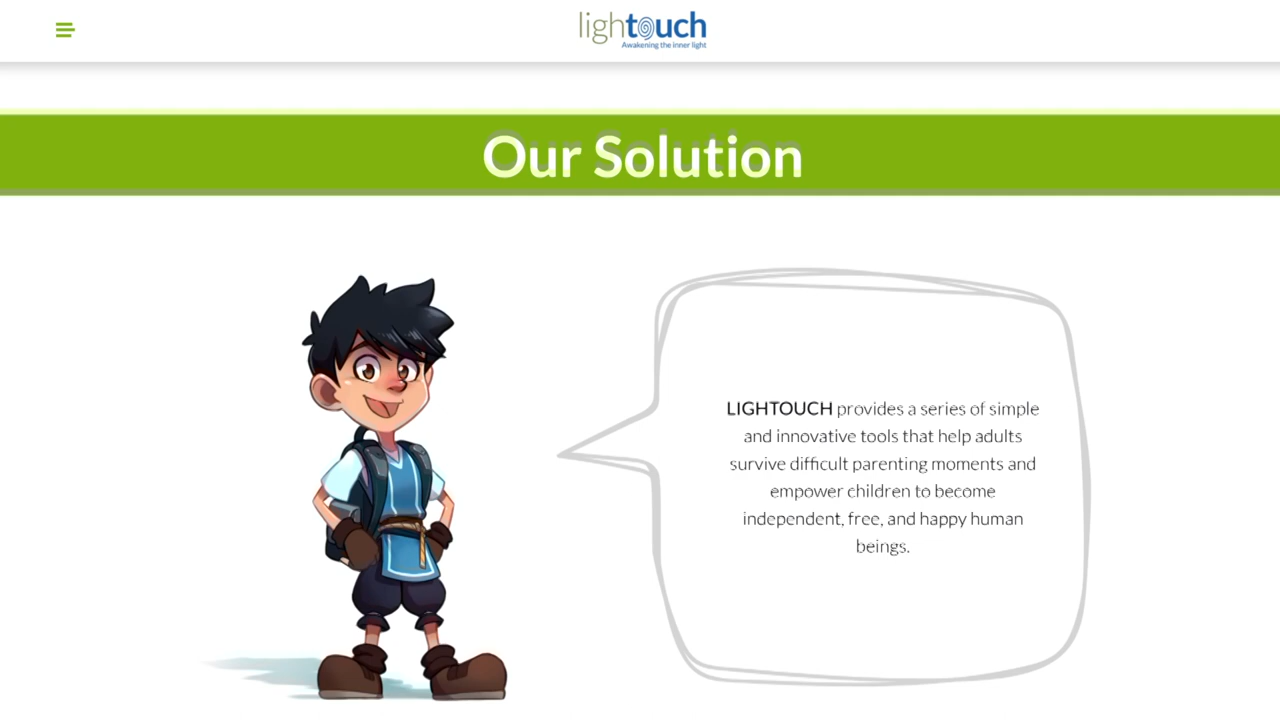 lightouch
Awakening the inner light
Our Solution
LIGHTOUCH provides a series of simple
and innovative tools that help adults
survive difficult parenting moments and
empower children to become
independent, free, and happy human
beings.